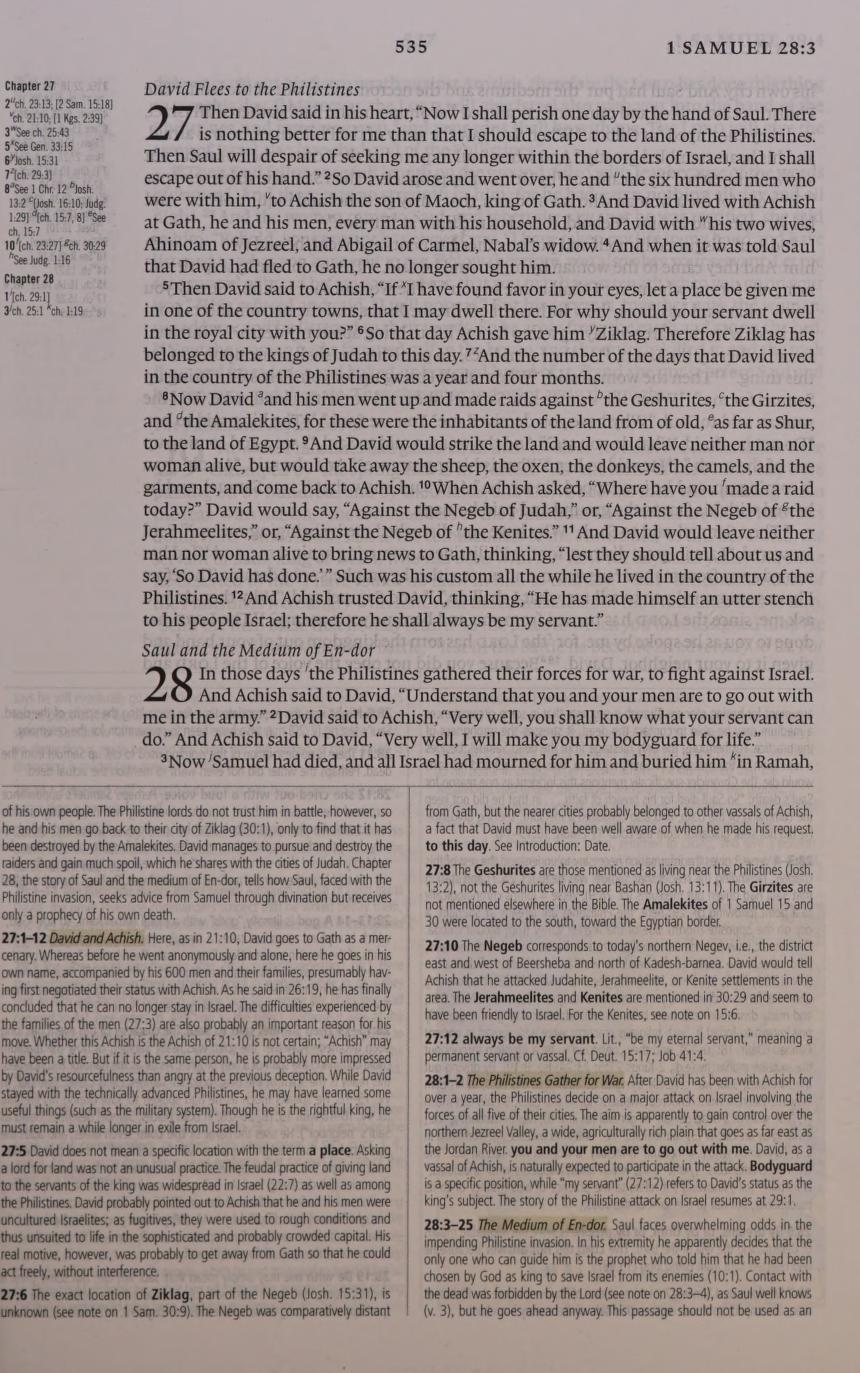 535
1 SAMUEL 28:3
Chapter 27
2 u ch. 23:13; [2 Sam. 15:18]
v ch. 21:10; [1 Kgs. 2:39]
3 w See ch. 25:43
5 x See Gen. 33:15
6 y Josh. 15:31
7 z [ch. 29:3]
8 a See 1 Chr. 12 b Josh.
13:2 c [Josh. 16:10; Judg.
1:29] d [ch. 15:7, 8] e See
ch. 15:7
10 f [ch. 23:27] g ch. 30:29
h See Judg. 1:16
Chapter 28
1 i [ch. 29:1]
3 j ch. 25:1 k ch. 1:19
David Flees to the Philistines
27 Then David said in his heart, “Now I shall perish one day by the hand of Saul. There
is nothing better for me than that I should escape to the land of the Philistines.
Then Saul will despair of seeking me any longer within the borders of Israel, and I shall
escape out of his hand.” 2 So David arose and went over, he and u the six hundred men who
were with him, v to Achish the son of Maoch, king of Gath. 3 And David lived with Achish
at Gath, he and his men, every man with his household, and David with w his two wives,
Ahinoam of Jezreel, and Abigail of Carmel, Nabal’s widow. 4 And when it was told Saul
that David had fled to Gath, he no longer sought him.
5 Then David said to Achish, “If x I have found favor in your eyes, let a place be given me
in one of the country towns, that I may dwell there. For why should your servant dwell
in the royal city with you?” 6 So that day Achish gave him y Ziklag. Therefore Ziklag has
belonged to the kings of Judah to this day. 7 z And the number of the days that David lived
in the country of the Philistines was a year and four months.
8 Now David a and his men went up and made raids against b the Geshurites, c the Girzites,
and d the Amalekites, for these were the inhabitants of the land from of old, e as far as Shur,
to the land of Egypt. 9 And David would strike the land and would leave neither man nor
woman alive, but would take away the sheep, the oxen, the donkeys, the camels, and the
garments, and come back to Achish. 10 When Achish asked, “Where have you f made a raid
today?” David would say, “Against the Negeb of Judah,” or, “Against the Negeb of g the
Jerahmeelites,” or, “Against the Negeb of h the Kenites.” 11 And David would leave neither
man nor woman alive to bring news to Gath, thinking, “lest they should tell about us and
say, ‘So David has done.’” Such was his custom all the while he lived in the country of the
Philistines. 12 And Achish trusted David, thinking, “He has made himself an utter stench
to his people Israel; therefore he shall always be my servant.”
Saul and the Medium of En-dor
28 In those days i the Philistines gathered their forces for war, to fight against Israel.
And Achish said to David, “Understand that you and your men are to go out with
me in the army.” 2 David said to Achish, “Very well, you shall know what your servant can
do.” And Achish said to David, “Very well, I will make you my bodyguard for life.”
3 Now j Samuel had died, and all Israel had mourned for him and buried him k in Ramah,
of his own people. The Philistine lords do not trust him in battle, however, so
he and his men go back to their city of Ziklag (30:1), only to find that it has
been destroyed by the Amalekites. David manages to pursue and destroy the
raiders and gain much spoil, which he shares with the cities of Judah. Chapter
28, the story of Saul and the medium of En-dor, tells how Saul, faced with the
Philistine invasion, seeks advice from Samuel through divination but receives
only a prophecy of his own death.
27:1–12 David and Achish. Here, as in 21:10, David goes to Gath as a mer-
cenary. Whereas before he went anonymously and alone, here he goes in his
own name, accompanied by his 600 men and their families, presumably hav-
ing first negotiated their status with Achish. As he said in 26:19, he has finally
concluded that he can no longer stay in Israel. The difficulties experienced by
the families of the men (27:3) are also probably an important reason for his
move. Whether this Achish is the Achish of 21:10 is not certain; “Achish” may
have been a title. But if it is the same person, he is probably more impressed
by David’s resourcefulness than angry at the previous deception. While David
stayed with the technically advanced Philistines, he may have learned some
useful things (such as the military system). Though he is the rightful king, he
must remain a while longer in exile from Israel.
27:5 David does not mean a specific location with the term a place. Asking
a lord for land was not an unusual practice. The feudal practice of giving land
to the servants of the king was widespread in Israel (22:7) as well as among
the Philistines. David probably pointed out to Achish that he and his men were
uncultured Israelites; as fugitives, they were used to rough conditions and
thus unsuited to life in the sophisticated and probably crowded capital. His
real motive, however, was probably to get away from Gath so that he could
act freely, without interference.
27:6 The exact location of Ziklag, part of the Negeb (Josh. 15:31), is
unknown (see note on 1 Sam. 30:9). The Negeb was comparatively distant
from Gath, but the nearer cities probably belonged to other vassals of Achish,
a fact that David must have been well aware of when he made his request.
to this day. See Introduction: Date.
27:8 The Geshurites are those mentioned as living near the Philistines (Josh.
13:2), not the Geshurites living near Bashan (Josh. 13:11). The Girzites are
not mentioned elsewhere in the Bible. The Amalekites of 1 Samuel 15 and
30 were located to the south, toward the Egyptian border.
27:10 The Negeb corresponds to today’s northern Negev, i.e., the district
east and west of Beersheba and north of Kadesh-barnea. David would tell
Achish that he attacked Judahite, Jerahmeelite, or Kenite settlements in the
area. The Jerahmeelites and Kenites are mentioned in 30:29 and seem to
have been friendly to Israel. For the Kenites, see note on 15:6.
27:12 always be my servant. Lit., “be my eternal servant,” meaning a
permanent servant or vassal. Cf. Deut. 15:17; Job 41:4.
28:1–2 The Philistines Gather for War. After David has been with Achish for
over a year, the Philistines decide on a major attack on Israel involving the
forces of all five of their cities. The aim is apparently to gain control over the
northern Jezreel Valley, a wide, agriculturally rich plain that goes as far east as
the Jordan River. you and your men are to go out with me. David, as a
vassal of Achish, is naturally expected to participate in the attack. Bodyguard
is a specific position, while “my servant” (27:12) refers to David’s status as the
king’s subject. The story of the Philistine attack on Israel resumes at 29:1.
28:3–25 The Medium of En-dor. Saul faces overwhelming odds in the
impending Philistine invasion. In his extremity he apparently decides that the
only one who can guide him is the prophet who told him that he had been
chosen by God as king to save Israel from its enemies (10:1). Contact with
the dead was forbidden by the Lord (see note on 28:3–4), as Saul well knows
(v. 3), but he goes ahead anyway. This passage should not be used as an